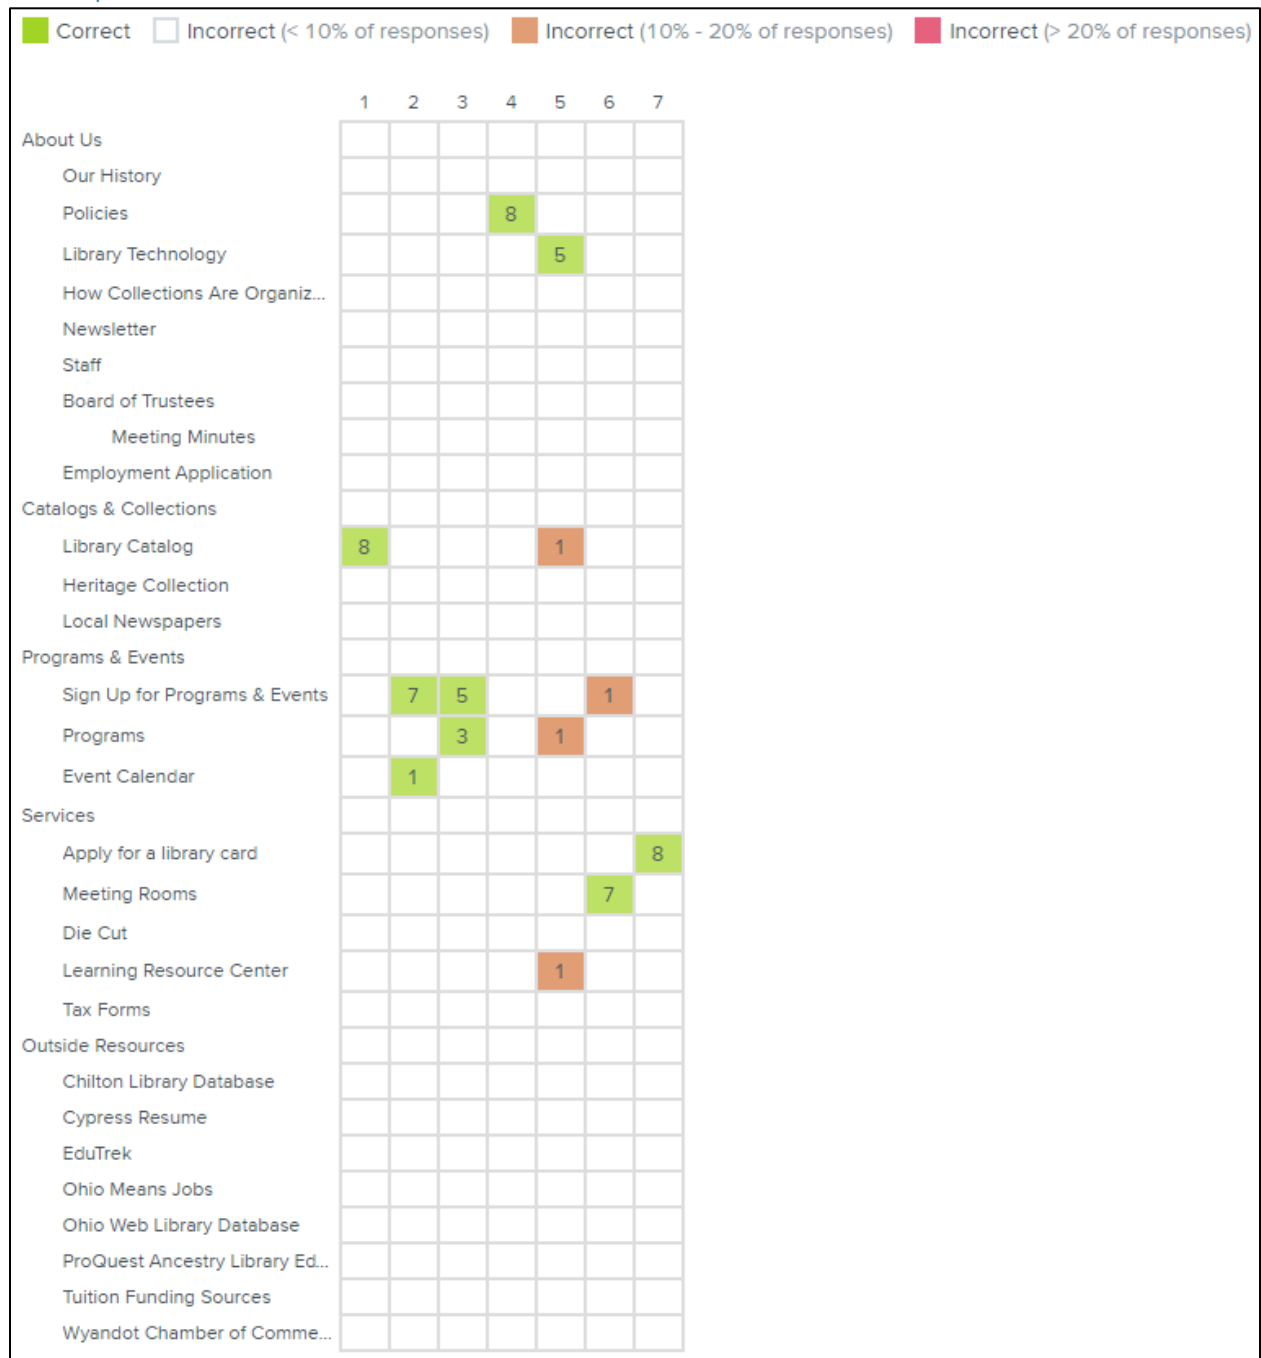 Correct Incorrect (< 10% of responses) Incorrect (10% - 20% of responses) Incorrect (> 20% of responses)
1 2 3 4 5 6 7
About Us
Our History
Policies 8
Library Technology 5
How Collections Are Organiz...
Newsletter
Staff
Board of Trustees
Meeting Minutes
Employment Application
Catalogs & Collections
Library Catalog 8 1
Heritage Collection
Local Newspapers
Programs & Events
Sign Up for Programs & Events 7 5 1
Programs 3 1
Event Calendar 1
Services
Apply for a library card 8
Meeting Rooms 7
Die Cut
Learning Resource Center 1
Tax Forms
Outside Resources
Chilton Library Database
Cypress Resume
EduTrek
Ohio Means Jobs
Ohio Web Library Database
ProQuest Ancestry Library Ed...
Tuition Funding Sources
Wyandot Chamber of Comme...